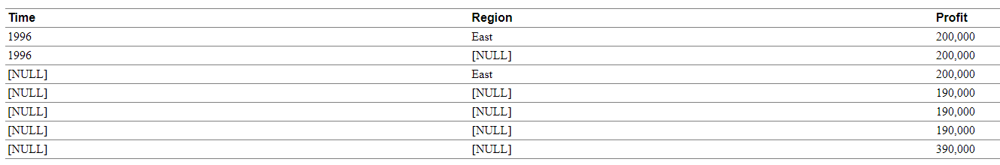 Time Region Profit
1996 East 200,000
1996 [NULL] 200,000
[NULL] East 200,000
[NULL] [NULL] 190,000
[NULL] [NULL] 190,000
[NULL] [NULL] 190,000
[NULL] [NULL] 390,000